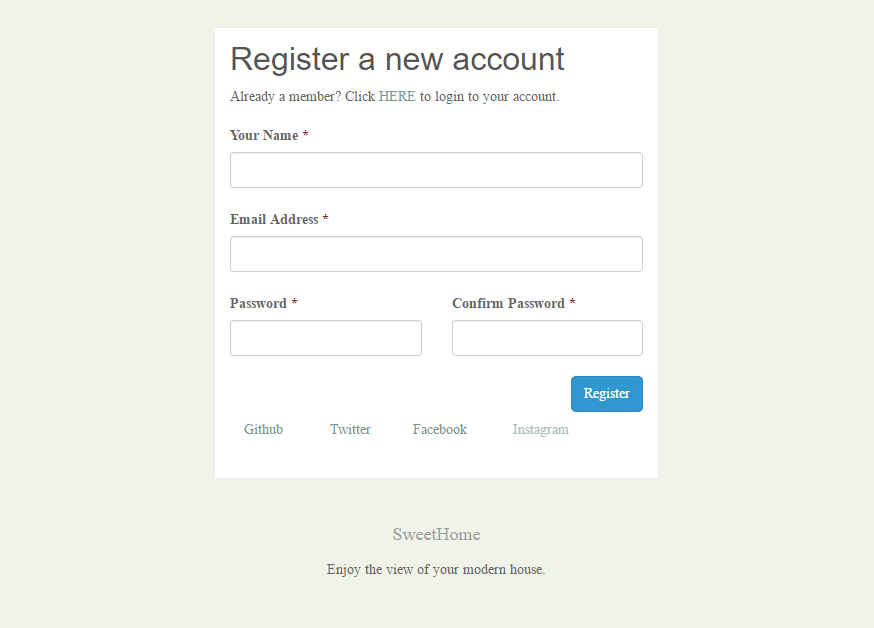 Register a new account
Already a member? Click HERE to login to your account.
Your Name *
Email Address *
Password * Confirm Password *
Register
Github Twitter Facebook Instagram
SweetHome
Enjoy the view of your modern house.